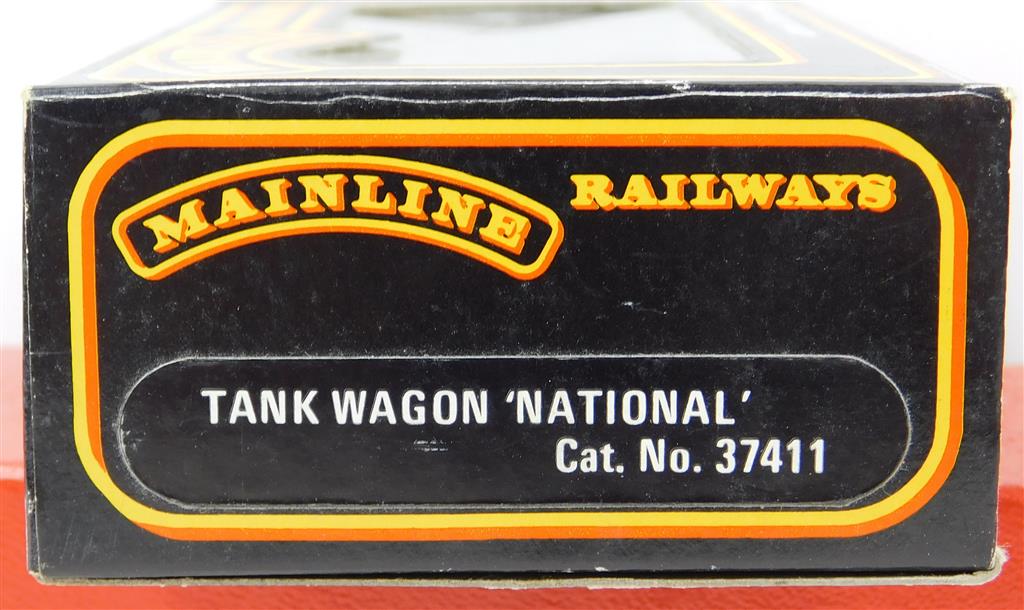 MAINLINE RAILWAYS
TANK WAGON ‘NATIONAL’
Cat. No. 37411